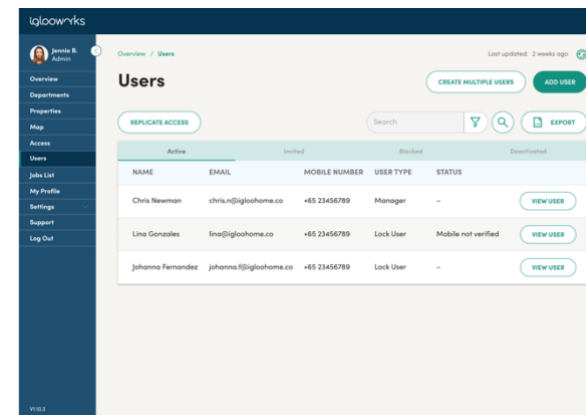 iglooworks
Jennie B.
Admin
Overview
Departments
Properties
Map
Access
Users
Jobs List
My Profile
Settings
Support
Log Out
V1.10.3
Overview / Users
Last updated: 2 weeks ago
Users
CREATE MULTIPLE USERS
ADD USER
REPLICATE ACCESS
Search
EXPORT
Active Invited Blocked Deactivated
NAME EMAIL MOBILE NUMBER USER TYPE STATUS
Chris Newman chris.n@igloohome.co +65 23456789 Manager – VIEW USER
Lina Gonzales lina@igloohome.co +65 23456789 Lock User Mobile not verified VIEW USER
Johanna Fernandez johanna.f@igloohome.co +65 23456789 Lock User – VIEW USER